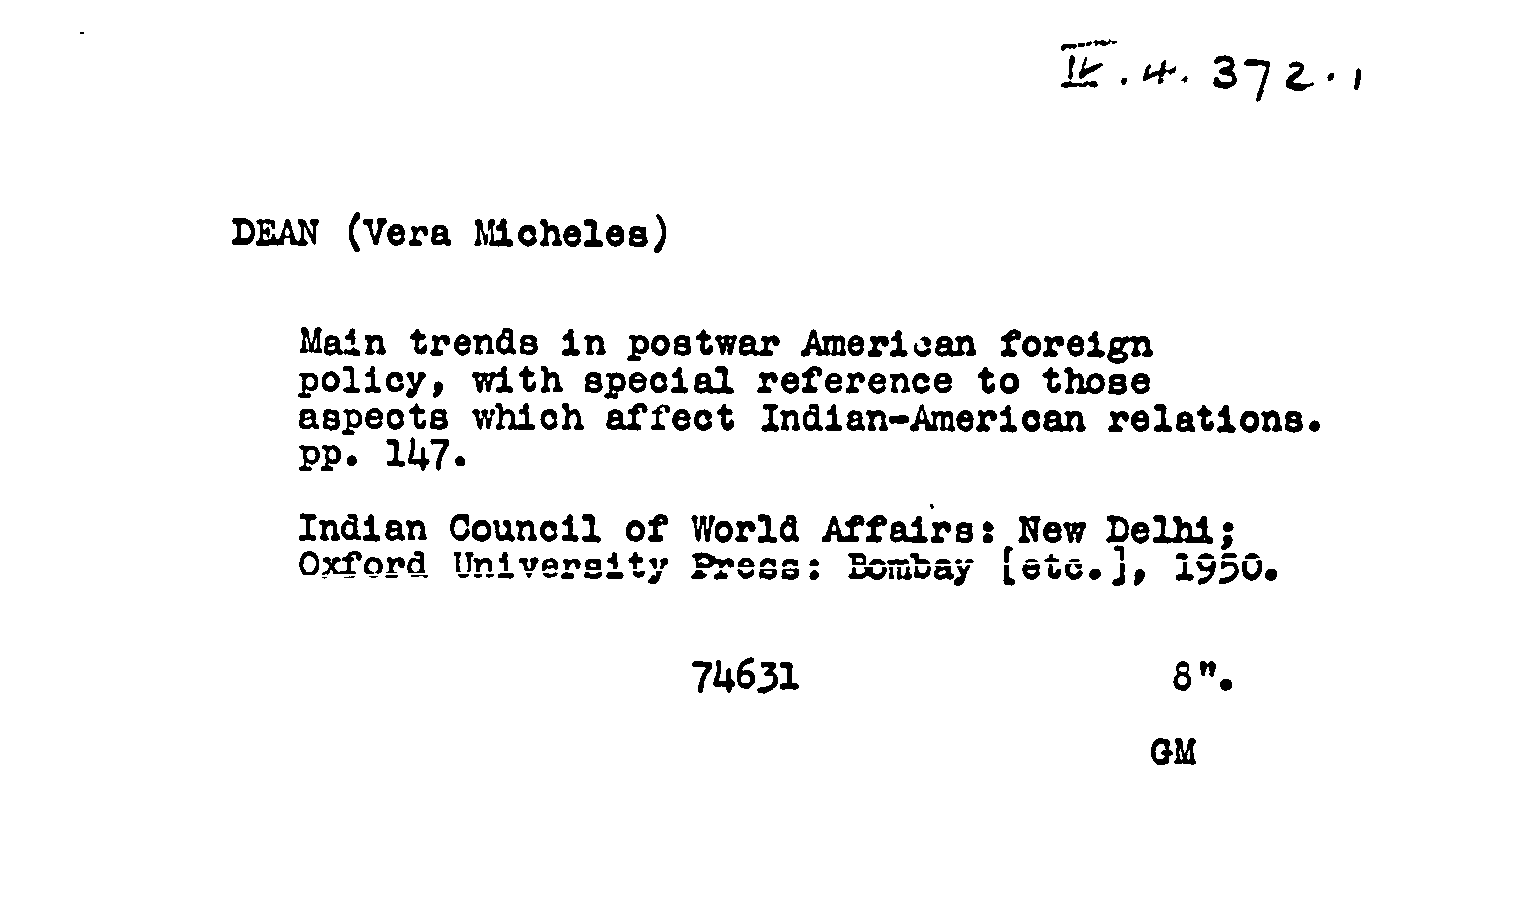 IV.4.372.1
DEAN (Vera Micheles)
Main trends in postwar American foreign
policy, with special reference to those
aspects which affect Indian-American relations.
pp. 147.
Indian Council of World Affairs: New Delhi;
Oxford University Press: Bombay [etc.], 1950.
74631 8".
GM